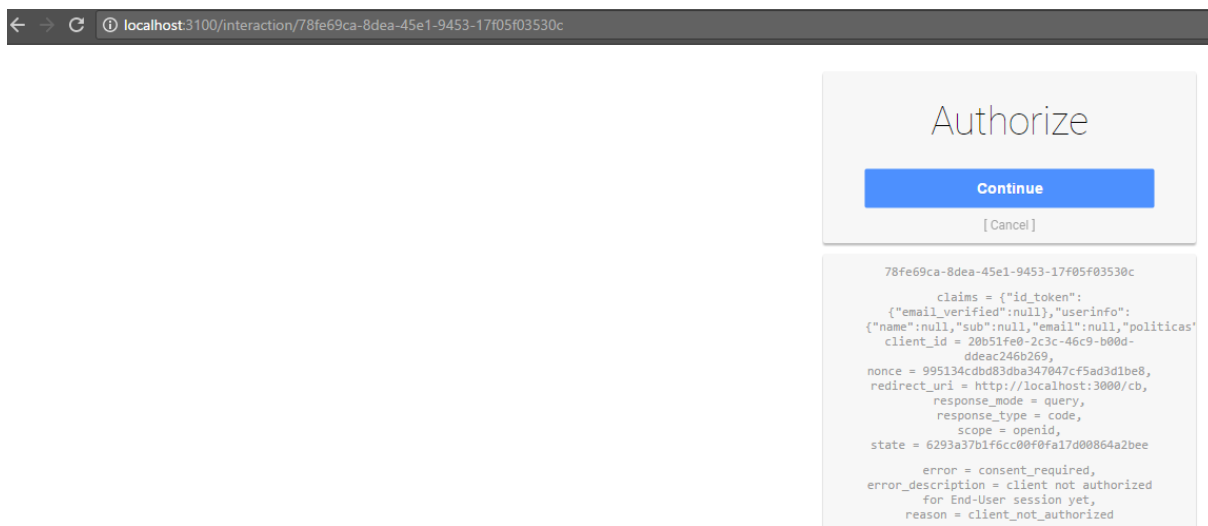 localhost:3100/interaction/78fe69ca-8dea-45e1-9453-17f05f03530c
Authorize
Continue
[ Cancel ]
78fe69ca-8dea-45e1-9453-17f05f03530c
claims = {"id_token":
{"email_verified":null},"userinfo":
{"name":null,"sub":null,"email":null,"politicas"
client_id = 20b51fe0-2c3c-46c9-b00d-
ddeac246b269,
nonce = 995134cdbd83dba347047cf5ad3d1be8,
redirect_uri = http://localhost:3000/cb,
response_mode = query,
response_type = code,
scope = openid,
state = 6293a37b1f6cc00f0fa17d00864a2bee
error = consent_required,
error_description = client not authorized
for End-User session yet,
reason = client_not_authorized